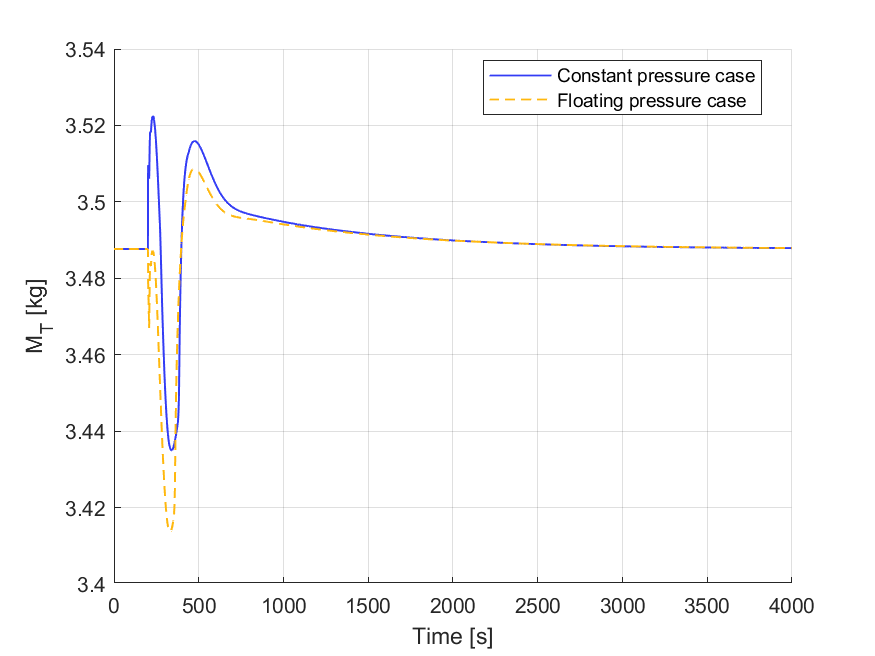 3.54
3.52
3.5
3.48
3.46
3.44
3.42
3.4
M_T [kg]
Constant pressure case
Floating pressure case
0 500 1000 1500 2000 2500 3000 3500 4000
Time [s]